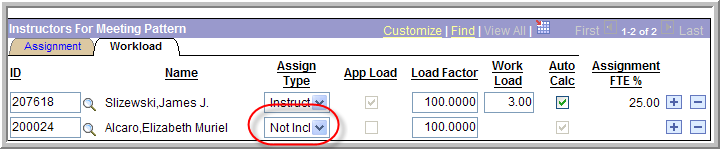 Instructors For Meeting Pattern
Customize | Find | View All | First 1-2 of 2 Last
Assignment Workload
ID Name Assign Type App Load Load Factor Work Load Auto Calc Assignment FTE %
207618 Slizewski,James J. Instruct 100.0000 3.00 25.00
200024 Alcaro,Elizabeth Muriel Not Incl 100.0000